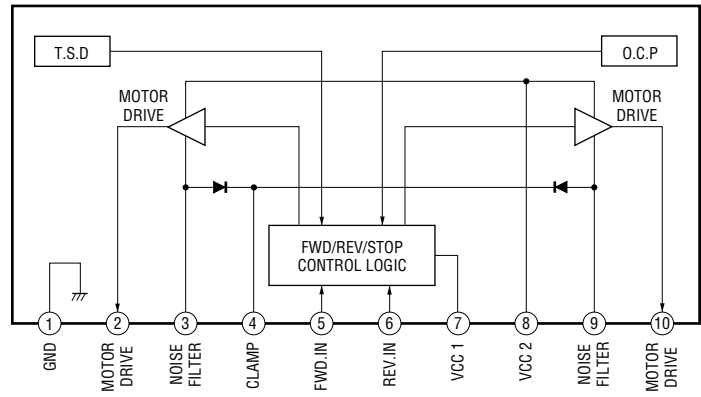 T.S.D
O.C.P
MOTOR
DRIVE
MOTOR
DRIVE
FWD/REV/STOP
CONTROL LOGIC
1
2
3
4
5
6
7
8
9
10
GND
MOTOR
DRIVE
NOISE
FILTER
CLAMP
FWD.IN
REV.IN
VCC 1
VCC 2
NOISE
FILTER
MOTOR
DRIVE